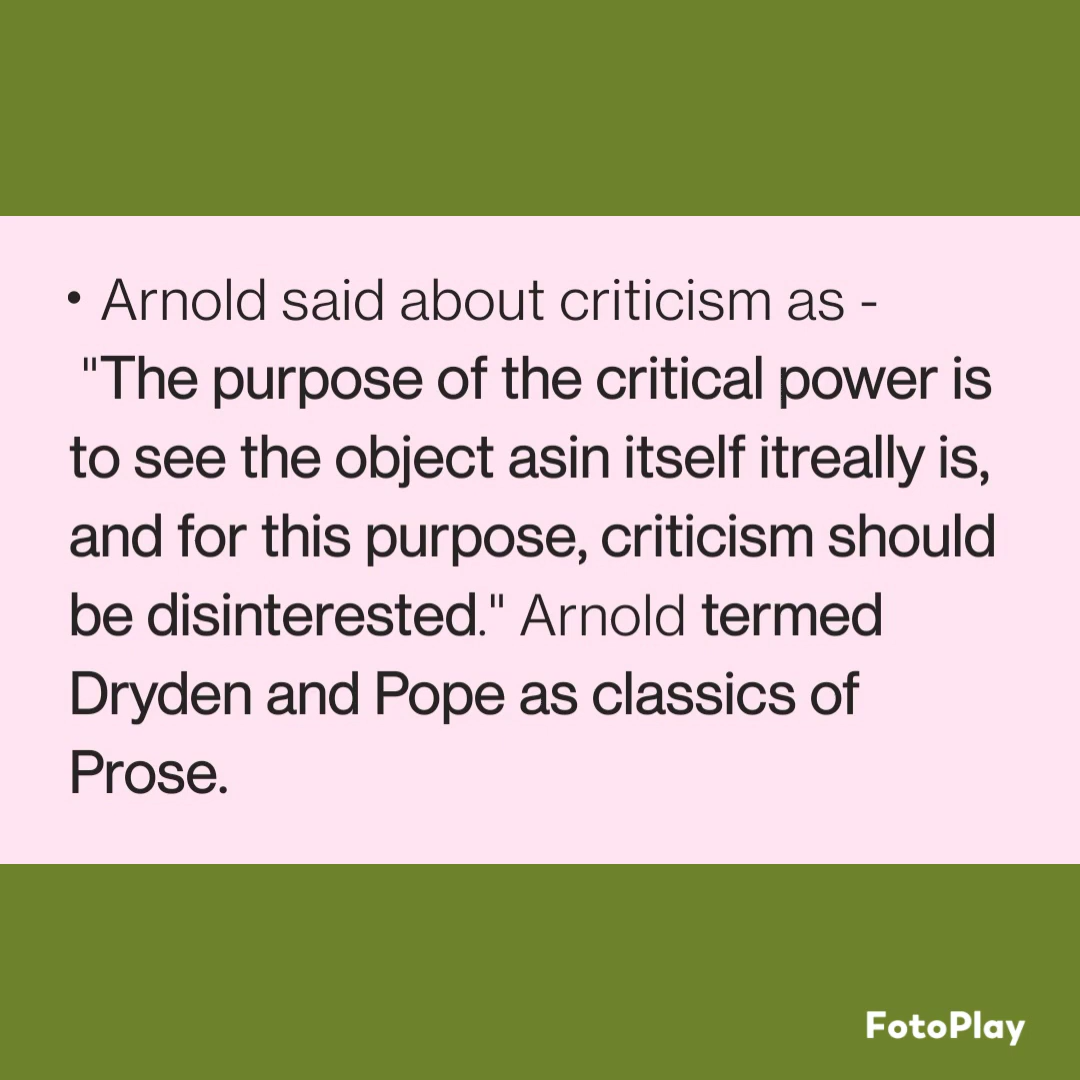 • Arnold said about criticism as -
"The purpose of the critical power is
to see the object asin itself itreally is,
and for this purpose, criticism should
be disinterested." Arnold termed
Dryden and Pope as classics of
Prose.
FotoPlay